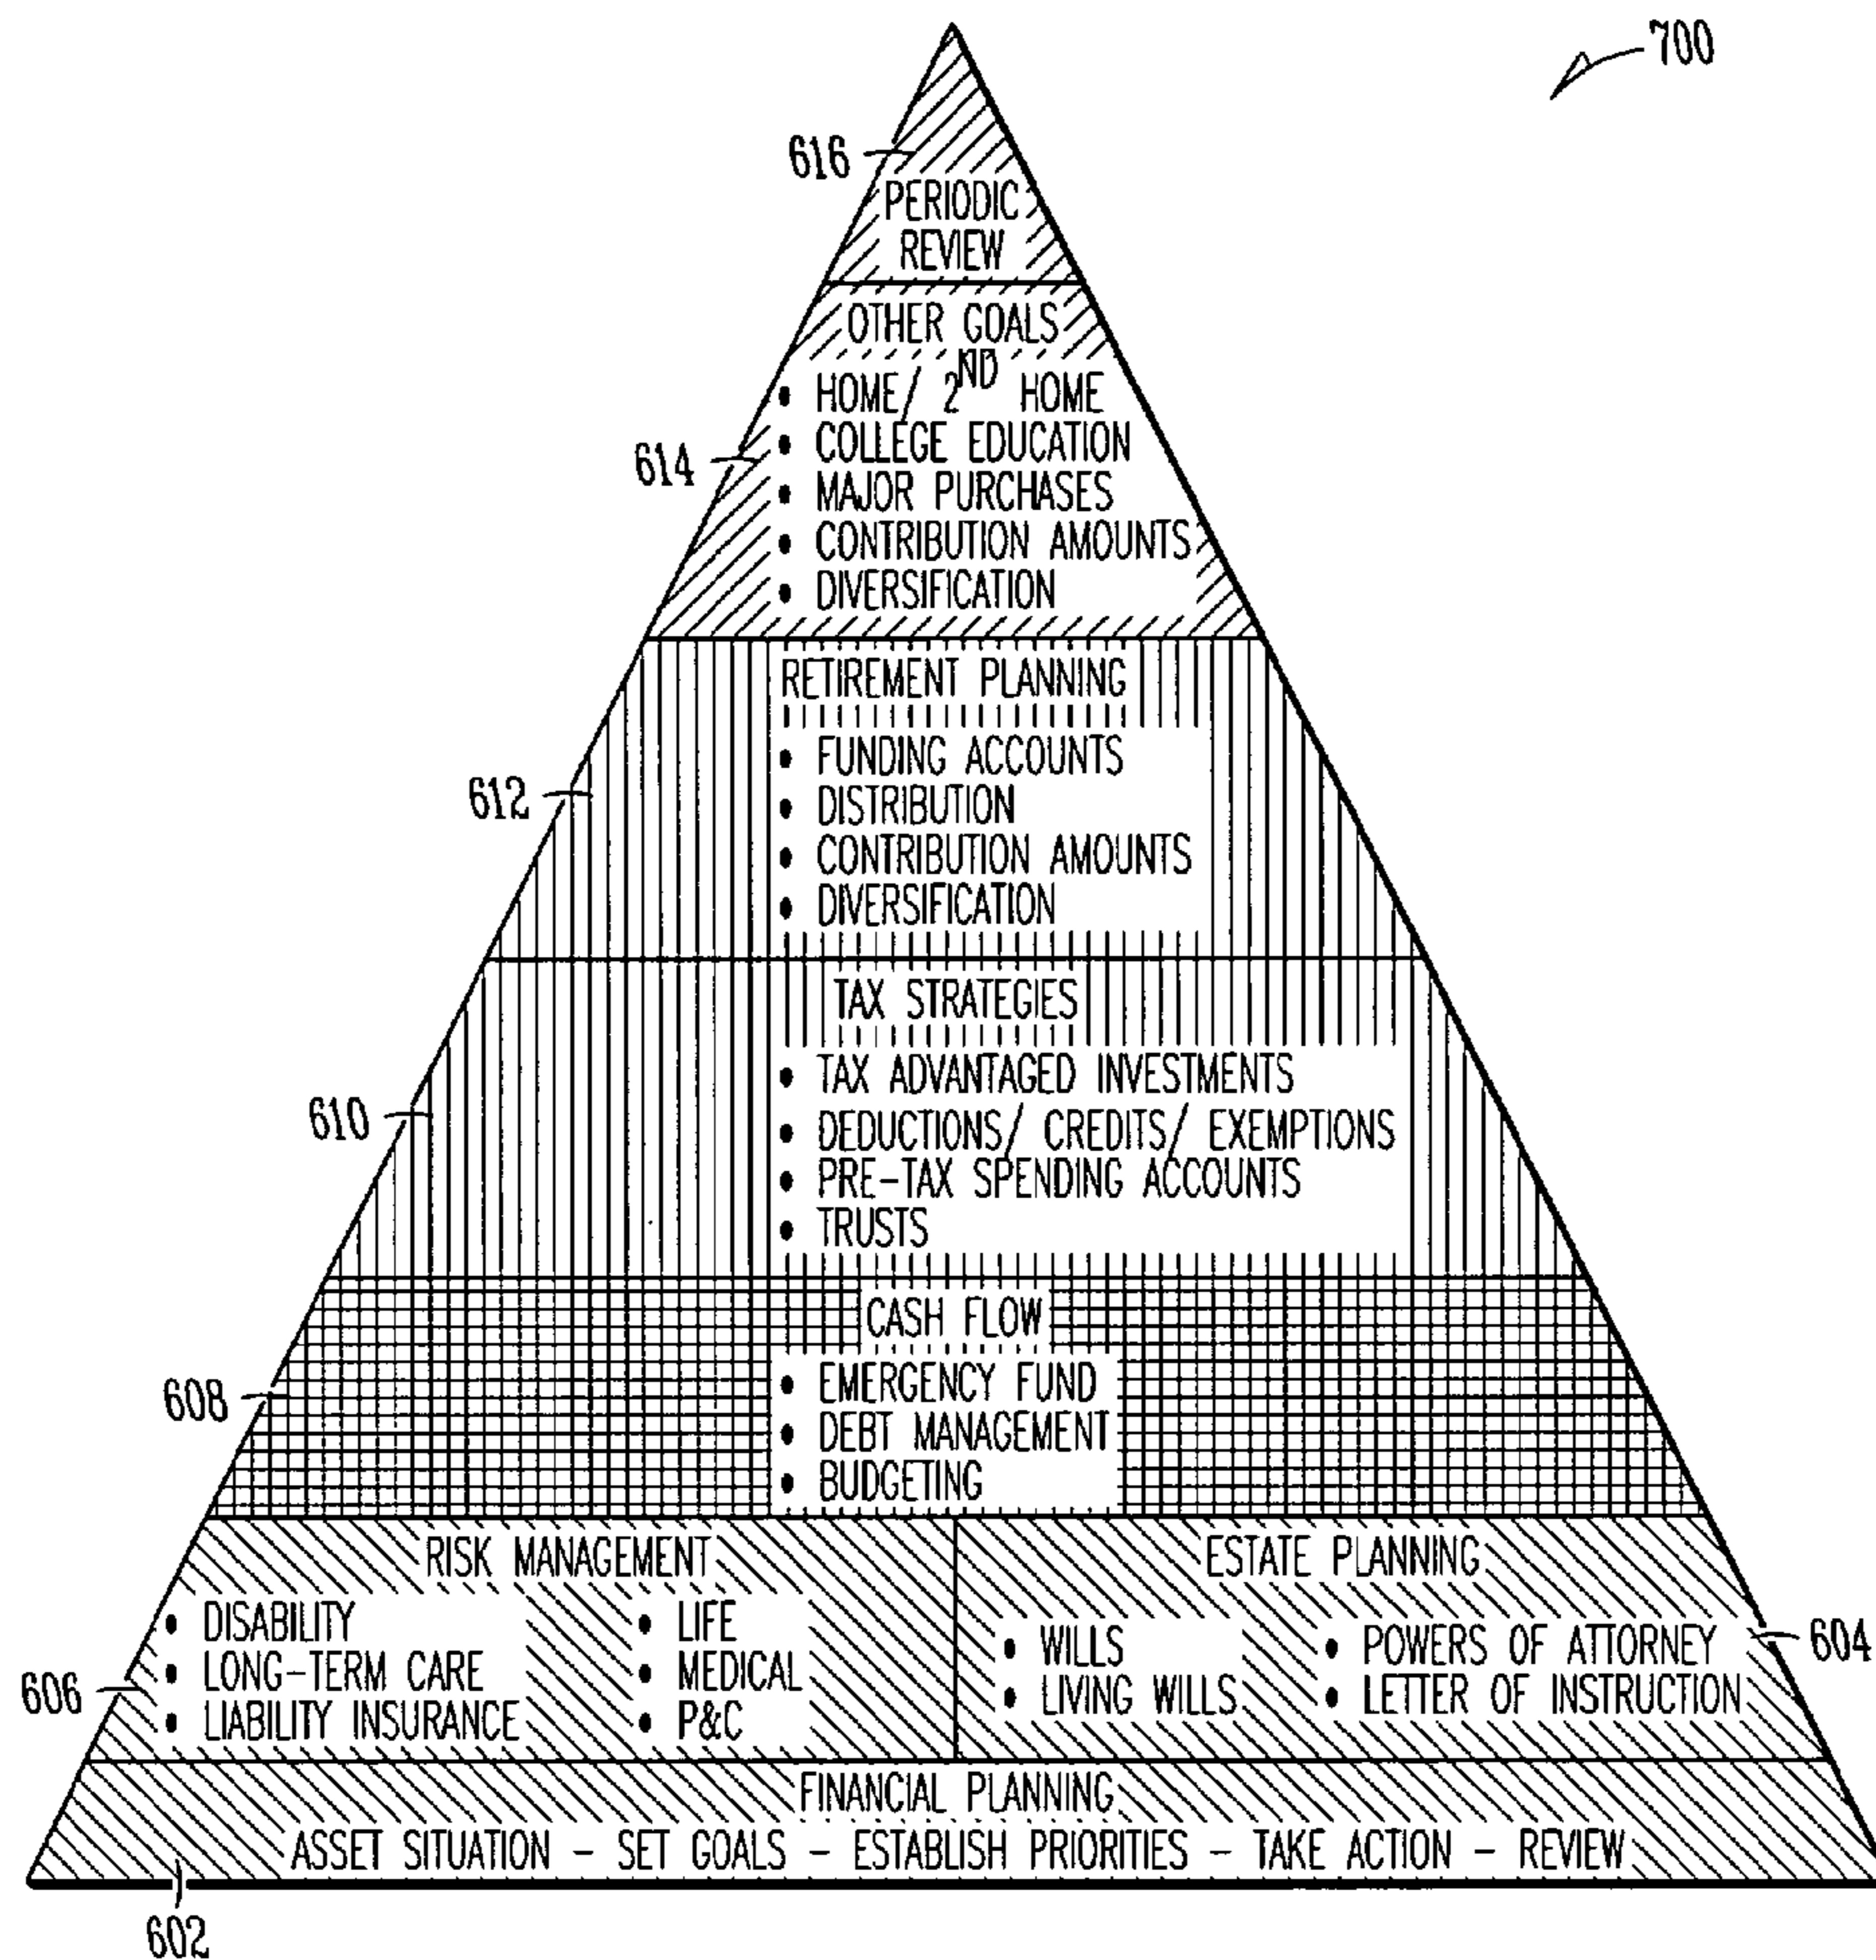 700
616
PERIODIC
REVIEW
OTHER GOALS
• HOME/ 2ND HOME
• COLLEGE EDUCATION
614
• MAJOR PURCHASES
• CONTRIBUTION AMOUNTS
• DIVERSIFICATION
RETIREMENT PLANNING
• FUNDING ACCOUNTS
612
• DISTRIBUTION
• CONTRIBUTION AMOUNTS
• DIVERSIFICATION
TAX STRATEGIES
• TAX ADVANTAGED INVESTMENTS
610
• DEDUCTIONS/ CREDITS/ EXEMPTIONS
• PRE-TAX SPENDING ACCOUNTS
• TRUSTS
CASH FLOW
608
• EMERGENCY FUND
• DEBT MANAGEMENT
• BUDGETING
RISK MANAGEMENT
606
• DISABILITY
• LONG-TERM CARE
• LIABILITY INSURANCE
• LIFE
• MEDICAL
• P&C
ESTATE PLANNING
• WILLS
• LIVING WILLS
• POWERS OF ATTORNEY
• LETTER OF INSTRUCTION
604
FINANCIAL PLANNING
ASSET SITUATION - SET GOALS - ESTABLISH PRIORITIES - TAKE ACTION - REVIEW
602